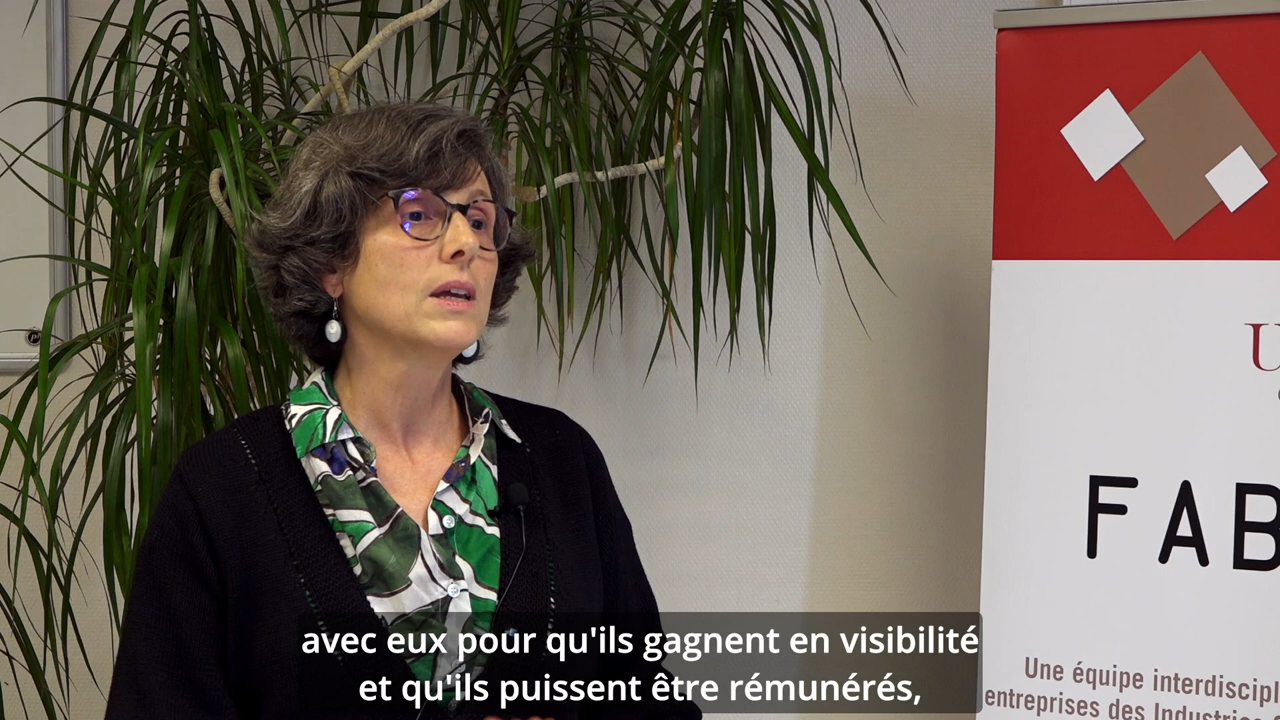 U
FAB
Une équipe interdiscipl
entreprises des Industries
avec eux pour qu'ils gagnent en visibilité
et qu'ils puissent être rémunérés,